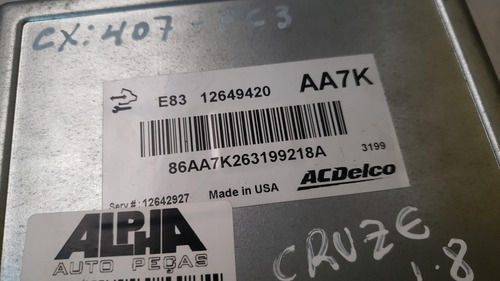 CX:407
E83 12649420 AA7K
86AA7K263199218A
3199
Serv #: 12642927 Made in USA ACDelco
ALPHA
AUTO PEÇAS
CRUZE
1.8